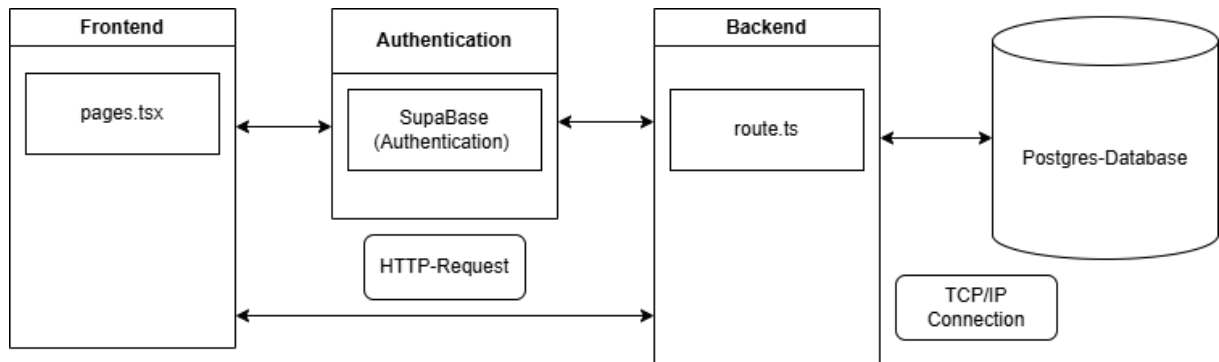 Frontend
pages.tsx
Authentication
SupaBase
(Authentication)
HTTP-Request
Backend
route.ts
Postgres-Database
TCP/IP
Connection